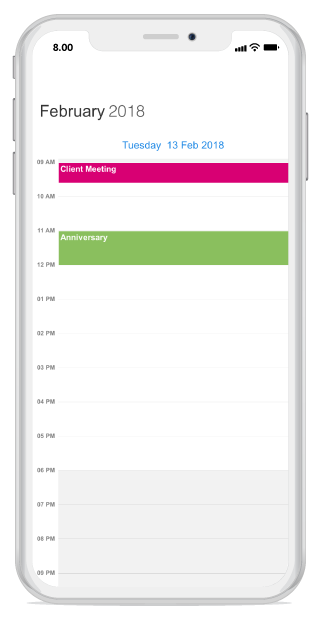 8.00
February 2018
Tuesday 13 Feb 2018
09 AM
Client Meeting
10 AM
11 AM
Anniversary
12 PM
01 PM
02 PM
03 PM
04 PM
05 PM
06 PM
07 PM
08 PM
09 PM